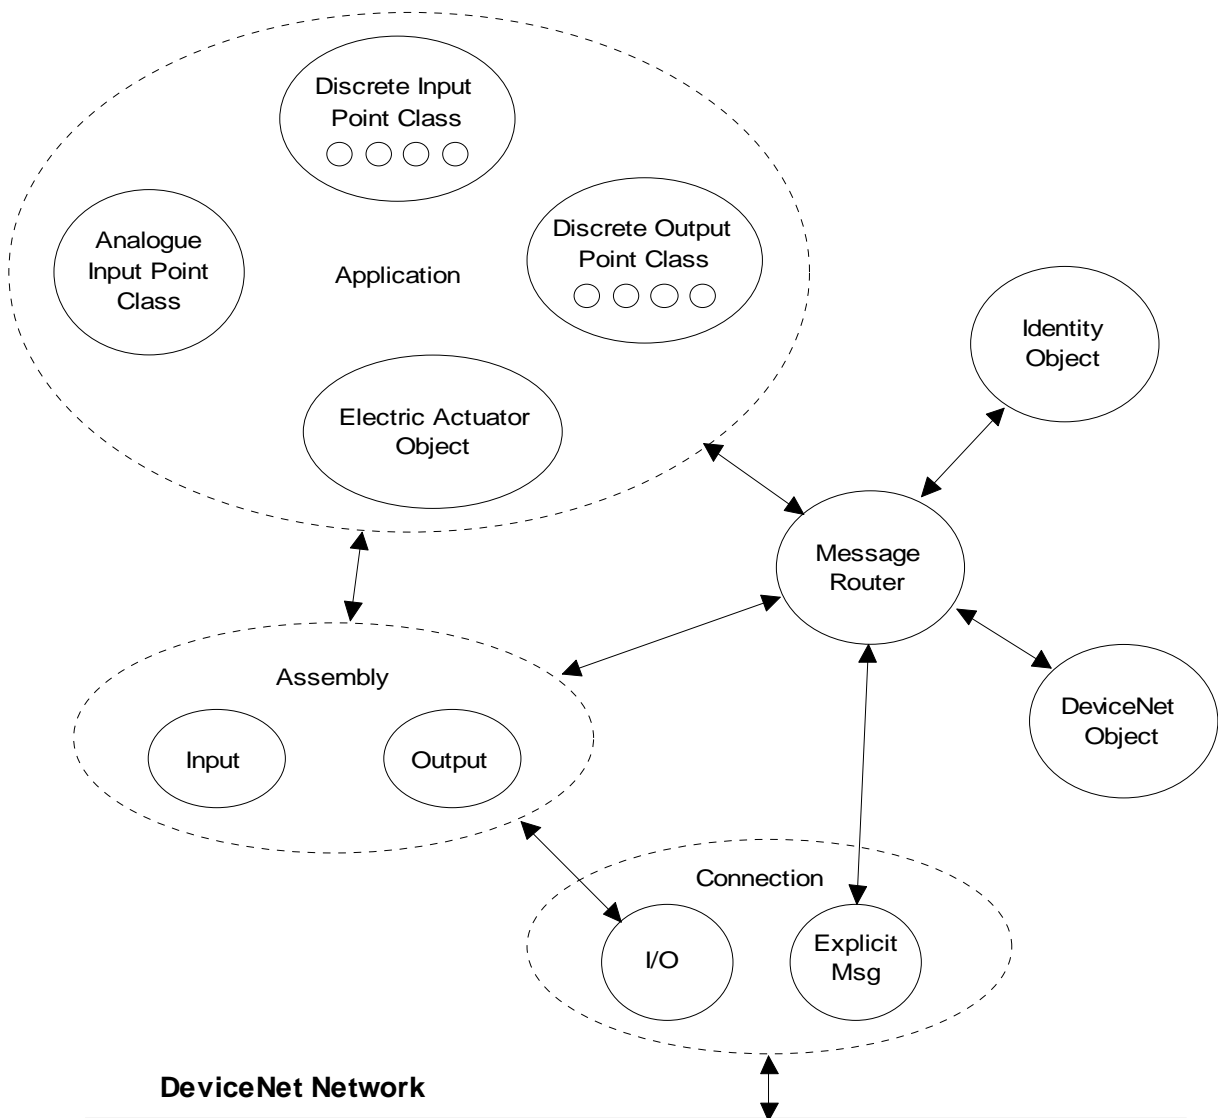 Discrete Input
Point Class
Discrete Output
Point Class
Analogue
Input Point
Class
Application
Identity
Object
Electric Actuator
Object
Message
Router
Assembly
Input
Output
DeviceNet
Object
Connection
I/O
Explicit
Msg
DeviceNet Network